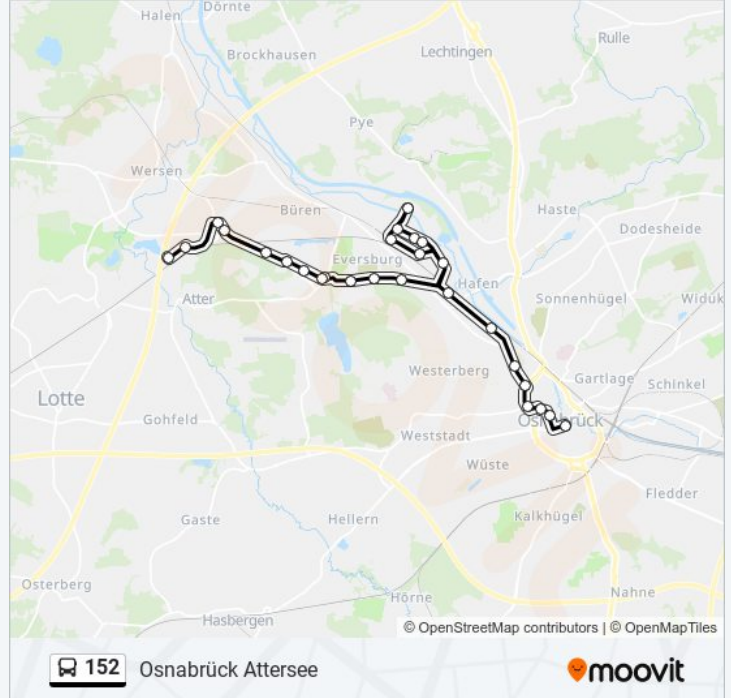 Dörnte
Halen
Rulle
Brockhausen
Lechtingen
Pye
Wersen
Büren
Haste
Dodesheide
Eversburg
Hafen
Atter
Sonnenhügel
Widuk
Westerberg
Gartlage
Schinkel
Lotte
Gohfeld
Osnabrück
Weststadt
Wüste
Fledder
Gaste
Hellern
Kalkhügel
Osterberg
Hörne
Nahne
Hasbergen
© OpenStreetMap contributors | © OpenMapTiles
152 Osnabrück Attersee
moovit